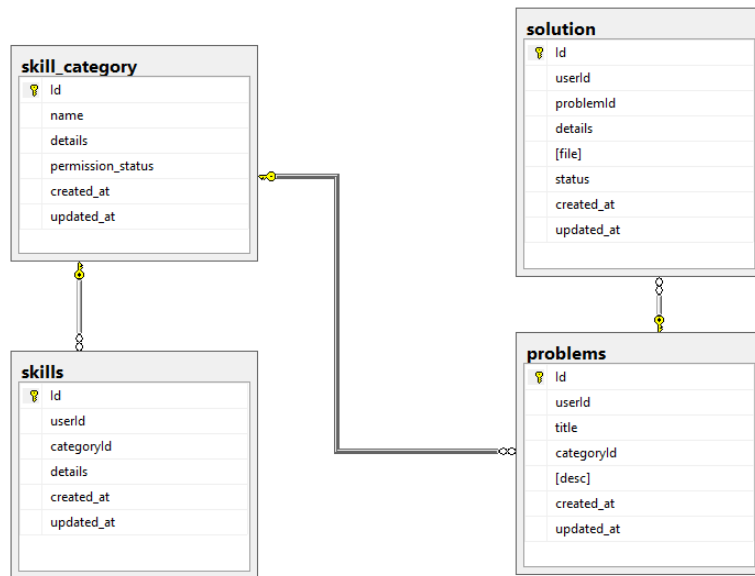 skill_category
Id
name
details
permission_status
created_at
updated_at
skills
Id
userId
categoryId
details
created_at
updated_at
solution
Id
userId
problemId
details
[file]
status
created_at
updated_at
problems
Id
userId
title
categoryId
[desc]
created_at
updated_at